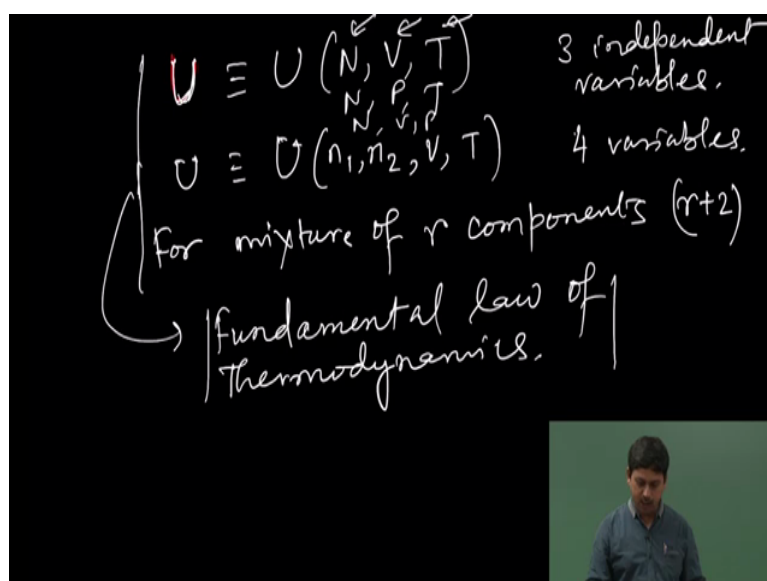 U ≡ U (N, V, T)
3 independent
variables.
N, P, T
N, V, P
U ≡ U (n1, n2, V, T)
4 variables.
For mixture of r components (r+2)
Fundamental law of
Thermodynamics.